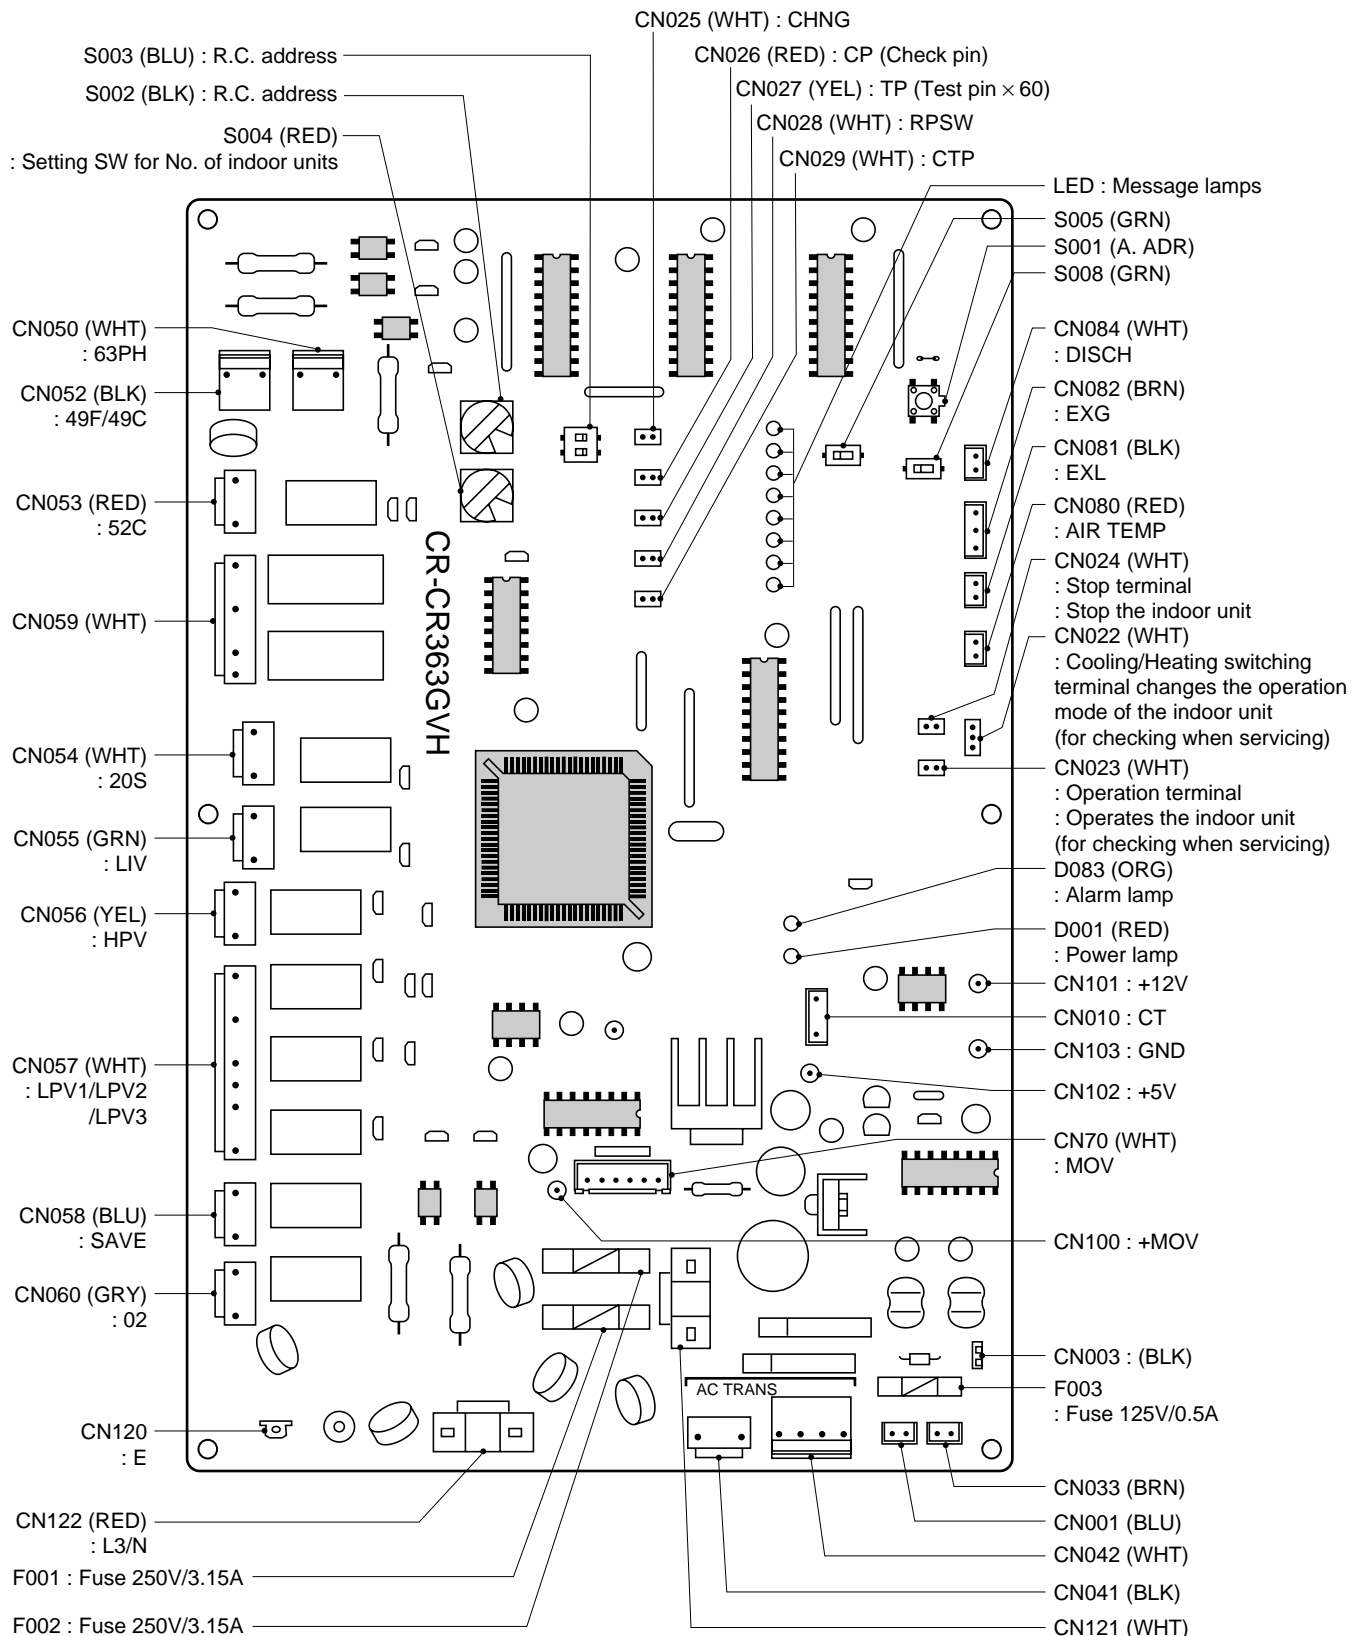 CN025 (WHT) : CHNG
S003 (BLU) : R.C. address
CN026 (RED) : CP (Check pin)
S002 (BLK) : R.C. address
CN027 (YEL) : TP (Test pin × 60)
S004 (RED)
: Setting SW for No. of indoor units
CN028 (WHT) : RPSW
CN029 (WHT) : CTP
LED : Message lamps
S005 (GRN)
S001 (A. ADR)
S008 (GRN)
CN050 (WHT)
: 63PH
CN052 (BLK)
: 49F/49C
CN053 (RED)
: 52C
CN059 (WHT)
CN054 (WHT)
: 20S
CN055 (GRN)
: LIV
CN056 (YEL)
: HPV
CN057 (WHT)
: LPV1/LPV2
/LPV3
CN058 (BLU)
: SAVE
CN060 (GRY)
: 02
CN120
: E
CN122 (RED)
: L3/N
F001 : Fuse 250V/3.15A
F002 : Fuse 250V/3.15A
CR-CR363GVH
AC TRANS
CN084 (WHT)
: DISCH
CN082 (BRN)
: EXG
CN081 (BLK)
: EXL
CN080 (RED)
: AIR TEMP
CN024 (WHT)
: Stop terminal
: Stop the indoor unit
CN022 (WHT)
: Cooling/Heating switching
terminal changes the operation
mode of the indoor unit
(for checking when servicing)
CN023 (WHT)
: Operation terminal
: Operates the indoor unit
(for checking when servicing)
D083 (ORG)
: Alarm lamp
D001 (RED)
: Power lamp
CN101 : +12V
CN010 : CT
CN103 : GND
CN102 : +5V
CN70 (WHT)
: MOV
CN100 : +MOV
CN003 : (BLK)
F003
: Fuse 125V/0.5A
CN033 (BRN)
CN001 (BLU)
CN042 (WHT)
CN041 (BLK)
CN121 (WHT)